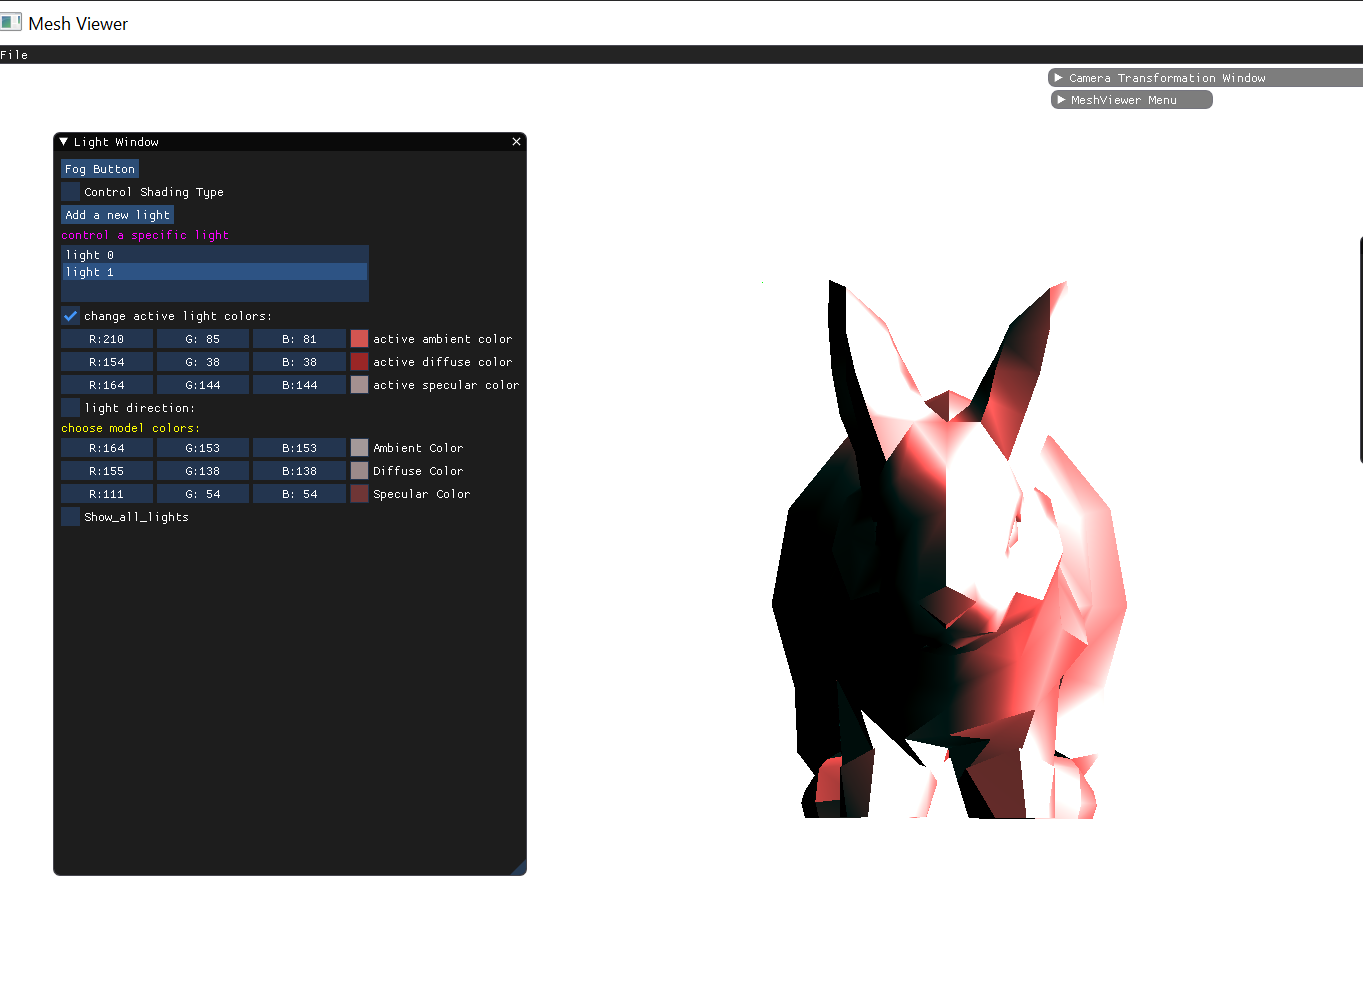 Mesh Viewer
File
Camera Transformation Window
MeshViewer Menu
Light Window
Fog Button
Control Shading Type
Add a new light
control a specific light
light 0
light 1
change active light colors:
R:210 G: 85 B: 81 active ambient color
R:154 G: 38 B: 38 active diffuse color
R:164 G:144 B:144 active specular color
light direction:
choose model colors:
R:164 G:153 B:153 Ambient Color
R:155 G:138 B:138 Diffuse Color
R:111 G: 54 B: 54 Specular Color
Show_all_lights